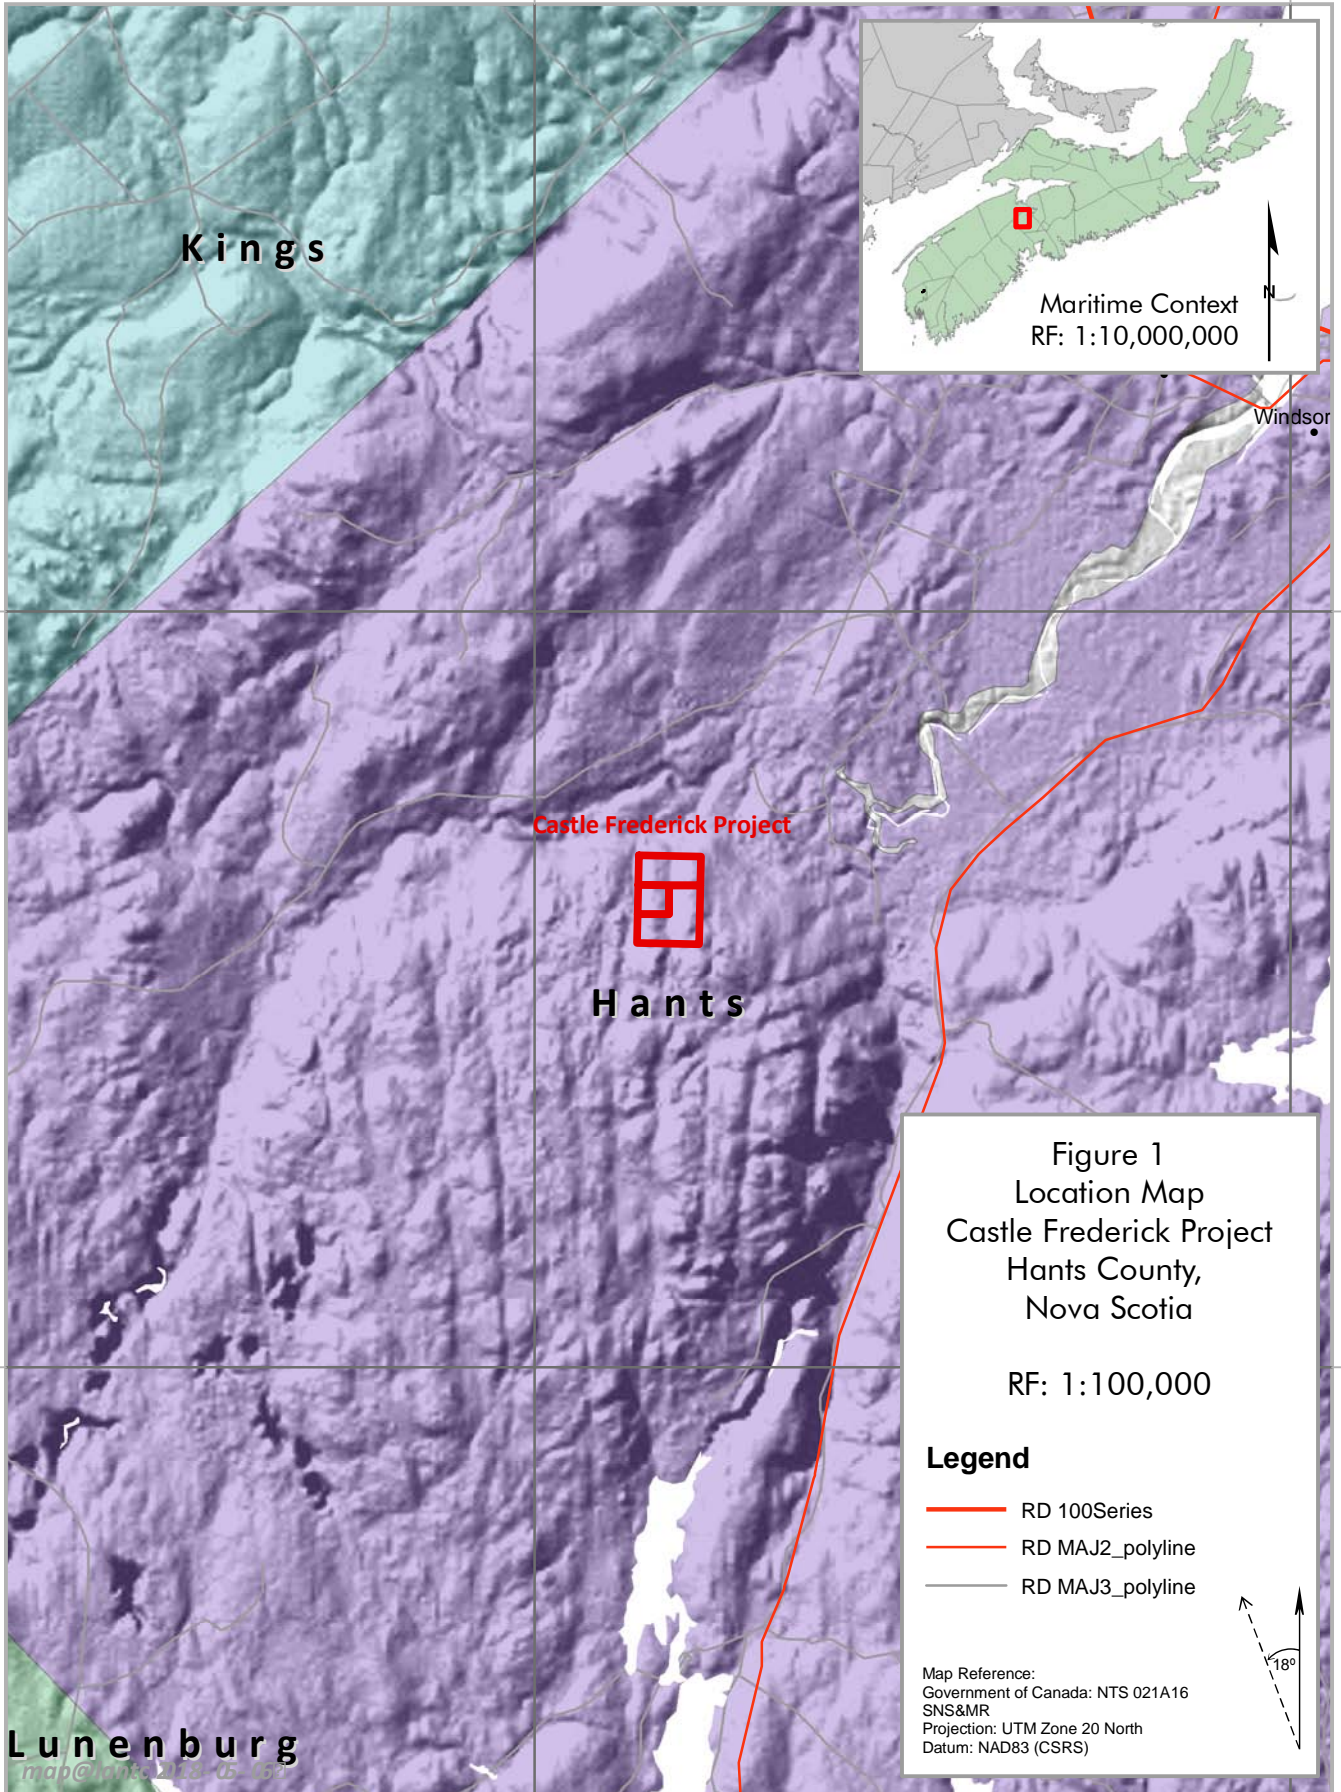 Kings
Maritime Context
RF: 1:10,000,000
N
Windsor
Castle Frederick Project
Hants
Figure 1
Location Map
Castle Frederick Project
Hants County,
Nova Scotia
RF: 1:100,000
Legend
RD 100Series
RD MAJ2_polyline
RD MAJ3_polyline
18º
Map Reference:
Government of Canada: NTS 021A16
SNS&MR
Projection: UTM Zone 20 North
Datum: NAD83 (CSRS)
Lunenburg